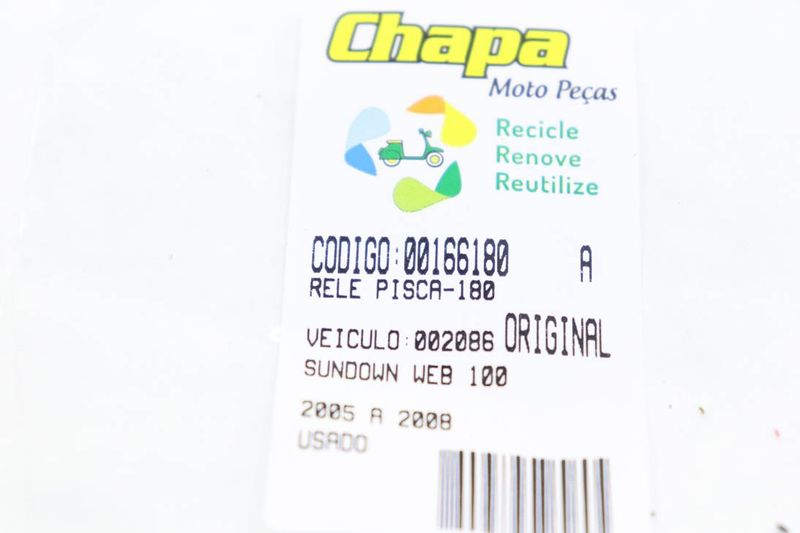 Chapa
Moto Peças
Recicle
Renove
Reutilize
CODIGO:00166180 A
RELE PISCA-180
VEICULO:002086 ORIGINAL
SUNDOWN WEB 100
2005 A 2008
USADO